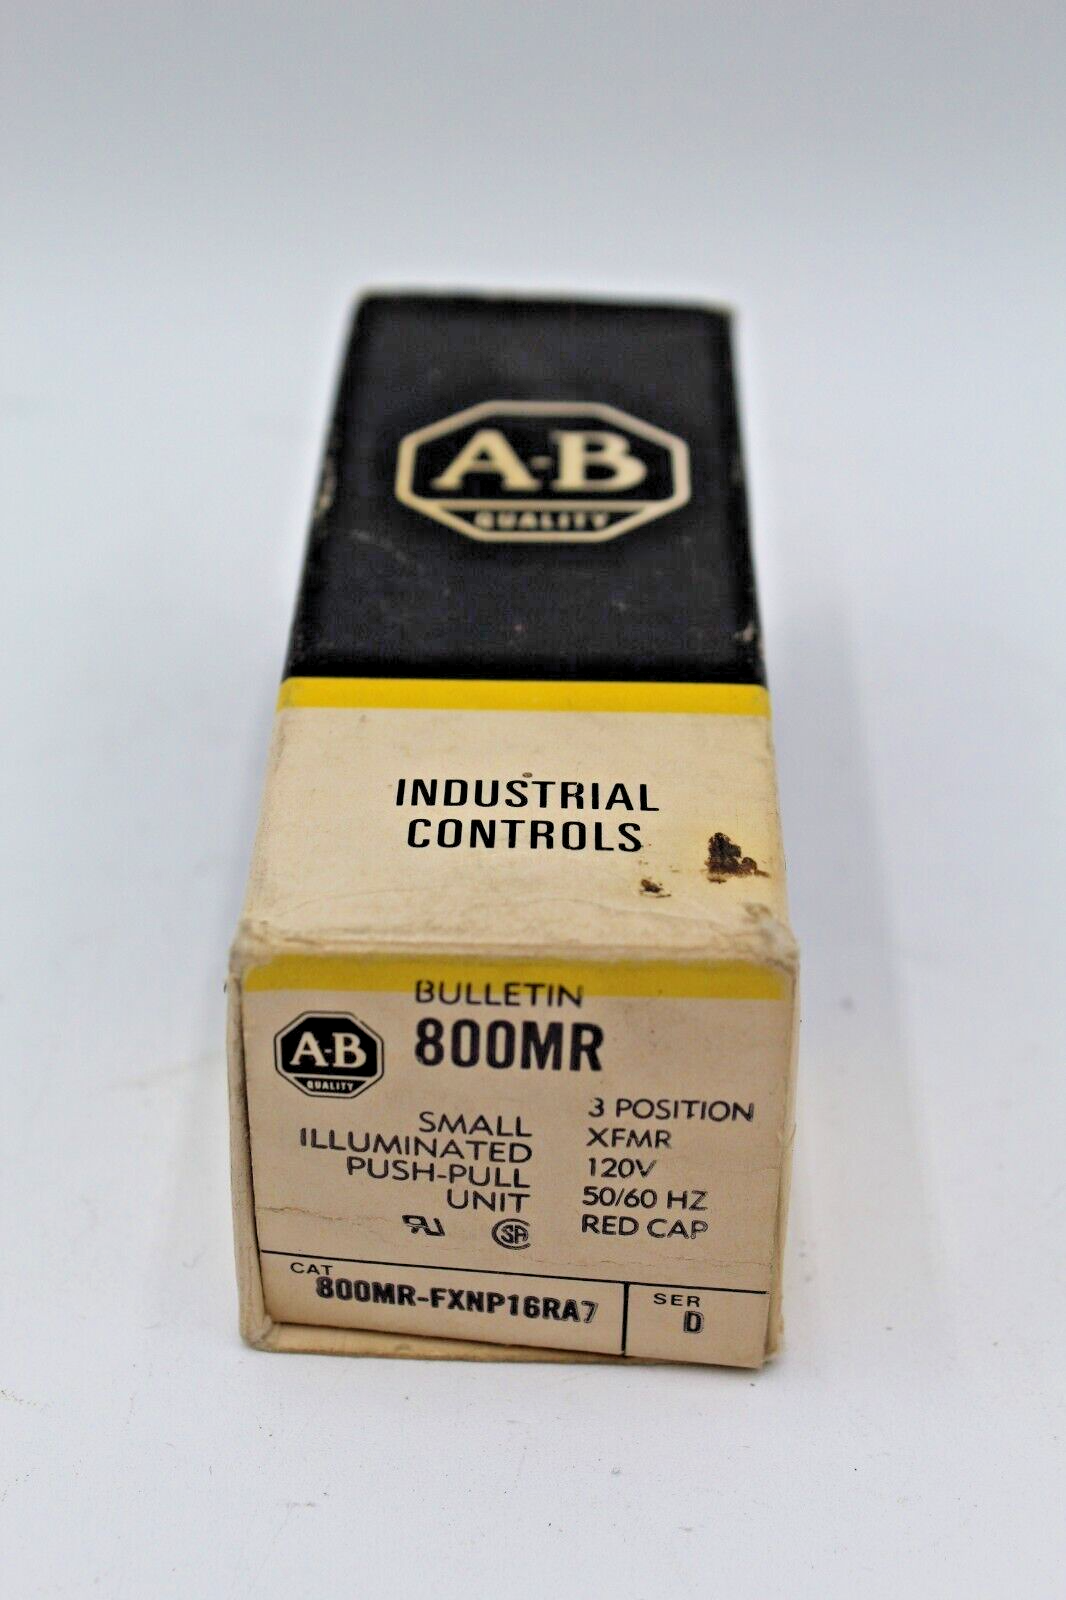 A-B
QUALITY
INDUSTRIAL
CONTROLS
BULLETIN
800MR
A-B
QUALITY
SMALL
ILLUMINATED
PUSH-PULL
UNIT
3 POSITION
XFMR
120V
50/60 HZ
RED CAP
SA
CAT
800MR-FXNP16RA7
SER
D